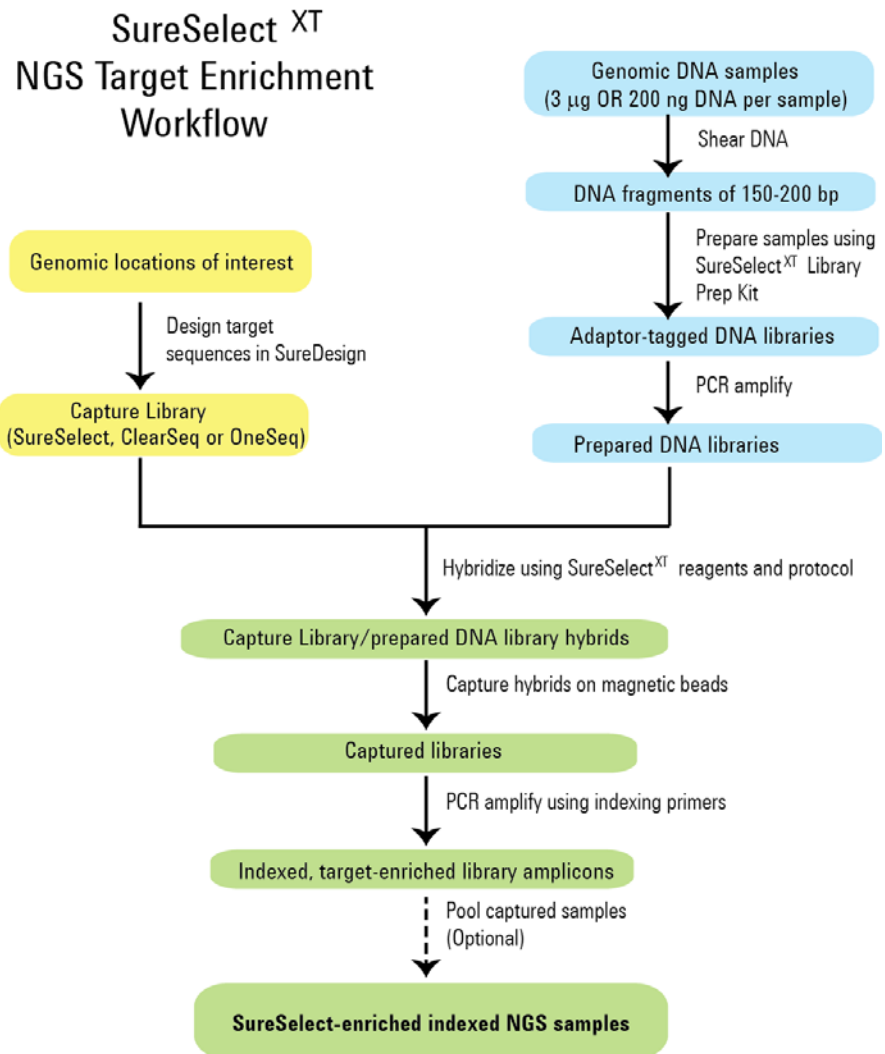 SureSelect XT
NGS Target Enrichment
Workflow
Genomic DNA samples
(3 µg OR 200 ng DNA per sample)
Shear DNA
DNA fragments of 150-200 bp
Prepare samples using
SureSelectXT Library
Prep Kit
Adaptor-tagged DNA libraries
PCR amplify
Prepared DNA libraries
Genomic locations of interest
Design target
sequences in SureDesign
Capture Library
(SureSelect, ClearSeq or OneSeq)
Hybridize using SureSelectXT reagents and protocol
Capture Library/prepared DNA library hybrids
Capture hybrids on magnetic beads
Captured libraries
PCR amplify using indexing primers
Indexed, target-enriched library amplicons
Pool captured samples
(Optional)
SureSelect-enriched indexed NGS samples